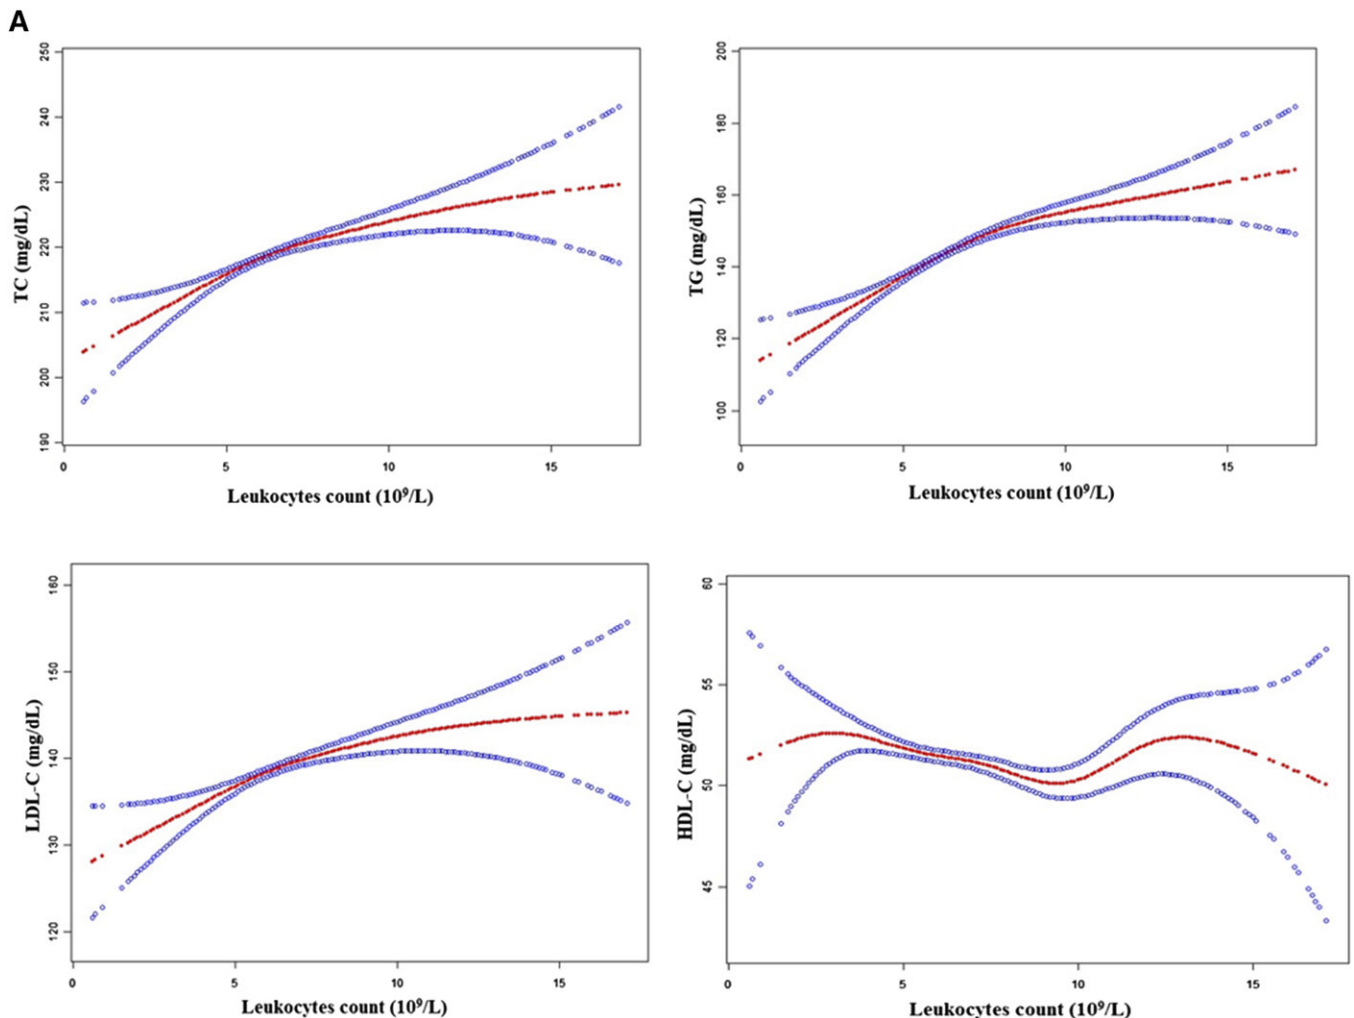 A
TC (mg/dL)
250
240
230
220
210
200
190
0 5 10 15
Leukocytes count (10⁹/L)
TG (mg/dL)
200
180
160
140
120
100
0 5 10 15
Leukocytes count (10⁹/L)
LDL-C (mg/dL)
160
150
140
130
120
0 5 10 15
Leukocytes count (10⁹/L)
HDL-C (mg/dL)
60
55
50
45
0 5 10 15
Leukocytes count (10⁹/L)